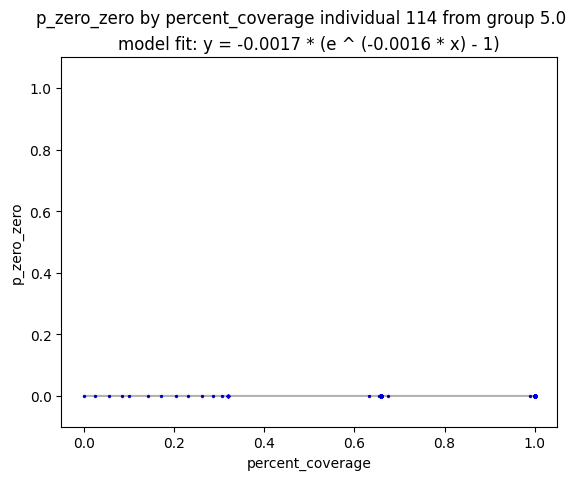 p_zero_zero by percent_coverage individual 114 from group 5.0
model fit: y = -0.0017 * (e ^ (-0.0016 * x) - 1)
1.0
0.8
0.6
0.4
0.2
0.0
p_zero_zero
0.0 0.2 0.4 0.6 0.8 1.0
percent_coverage